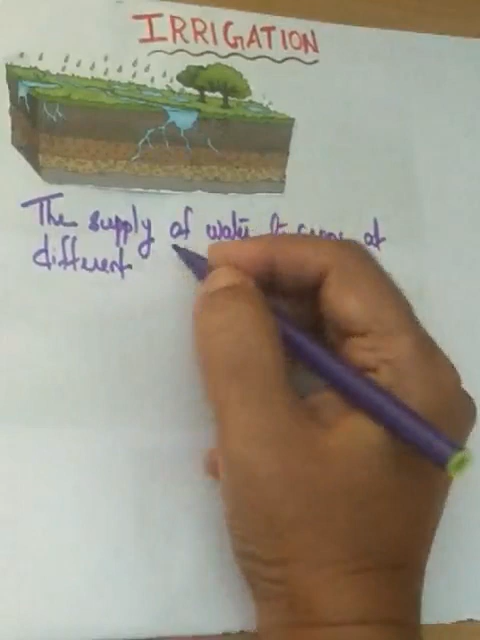 IRRIGATION
The supply of water to crops at
different